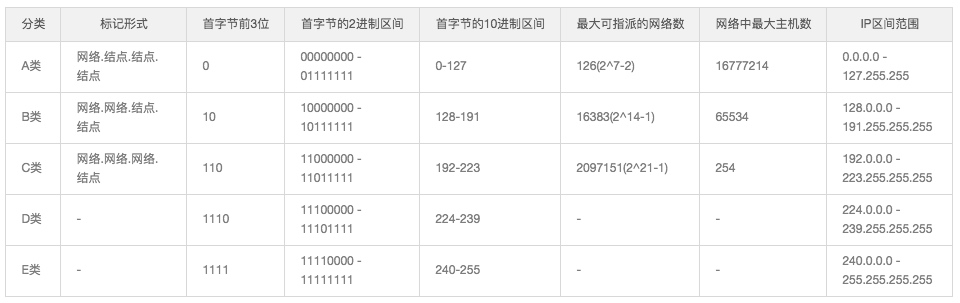 分类 标记形式 首字节前3位 首字节的2进制区间 首字节的10进制区间 最大可指派的网络数 网络中最大主机数 IP区间范围
A类 网络.结点.结点.
结点 0 00000000 -
01111111 0-127 126(2^7-2) 16777214 0.0.0.0 -
127.255.255
B类 网络.网络.结点.
结点 10 10000000 -
10111111 128-191 16383(2^14-1) 65534 128.0.0.0 -
191.255.255.255
C类 网络.网络.网络.
结点 110 11000000 -
11011111 192-223 2097151(2^21-1) 254 192.0.0.0 -
223.255.255.255
D类 - 1110 11100000 -
11101111 224-239 - - 224.0.0.0 -
239.255.255.255
E类 - 1111 11110000 -
11111111 240-255 - - 240.0.0.0 -
255.255.255.255